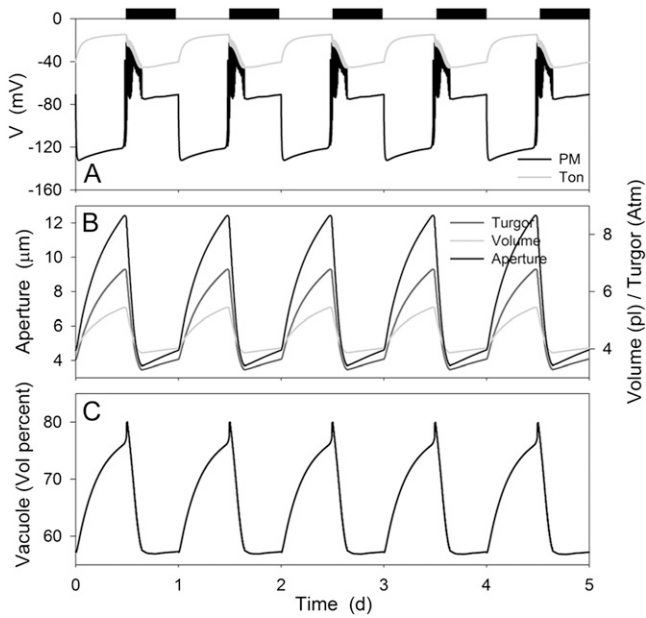 0
-40
-80
-120
-160
V (mV)
A
PM
Ton
B
12
10
8
6
4
Aperture (μm)
Turgor
Volume
Aperture
8
6
4
Volume (pl) / Turgor (Atm)
C
80
70
60
Vacuole (Vol percent)
0 1 2 3 4 5
Time (d)